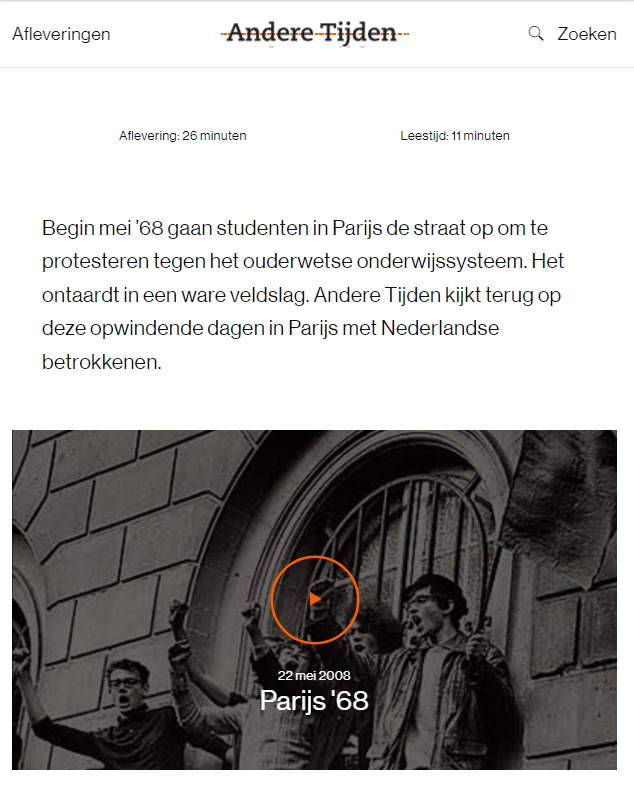 Afleveringen
Andere Tijden
Zoeken
Aflevering: 26 minuten
Leestijd: 11 minuten
Begin mei ’68 gaan studenten in Parijs de straat op om te
protesteren tegen het ouderwetse onderwijssysteem. Het
ontaardt in een ware veldslag. Andere Tijden kijkt terug op
deze opwindende dagen in Parijs met Nederlandse
betrokkenen.
22 mei 2008
Parijs '68